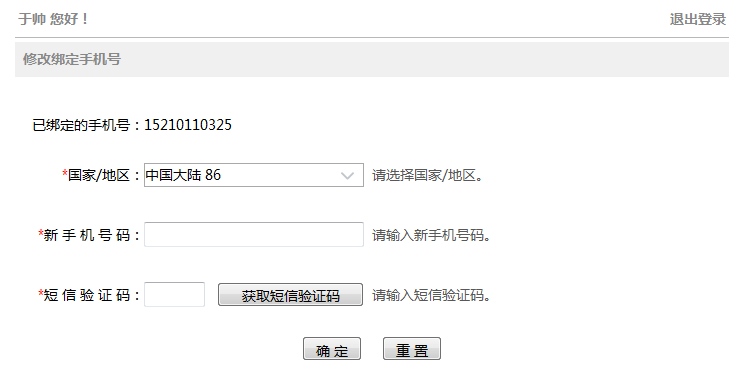 于帅 您好！ 退出登录
修改绑定手机号
已绑定的手机号：15210110325
*国家/地区：中国大陆 86 请选择国家/地区。
*新 手 机 号 码： 请输入新手机号码。
*短 信 验 证 码： 获取短信验证码 请输入短信验证码。
确 定 重 置